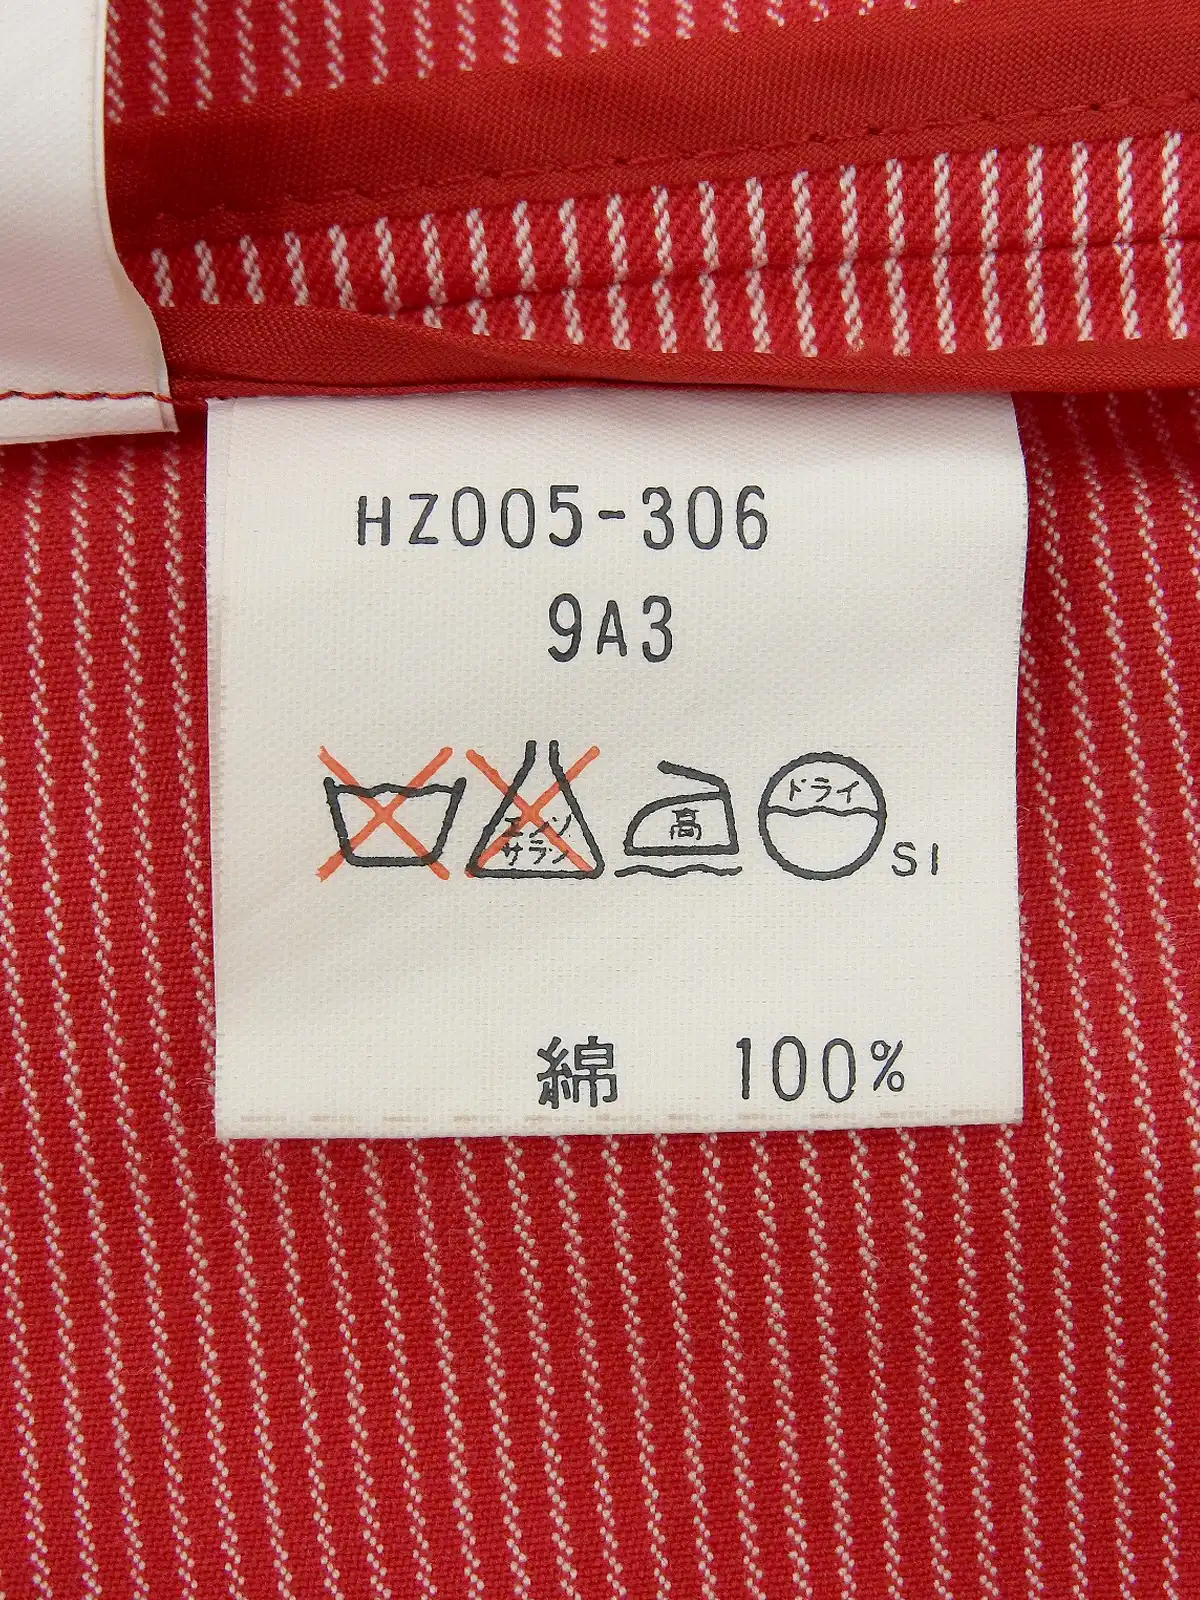 HZ005-306
9A3
エンソ
サラシ
高
ドライ
SI
綿 100%